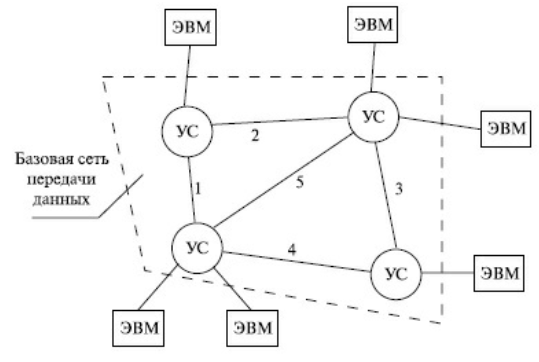 ЭВМ
ЭВМ
УС
УС
ЭВМ
2
Базовая сеть
передачи
данных
1
5
3
УС
4
УС
ЭВМ
ЭВМ
ЭВМ